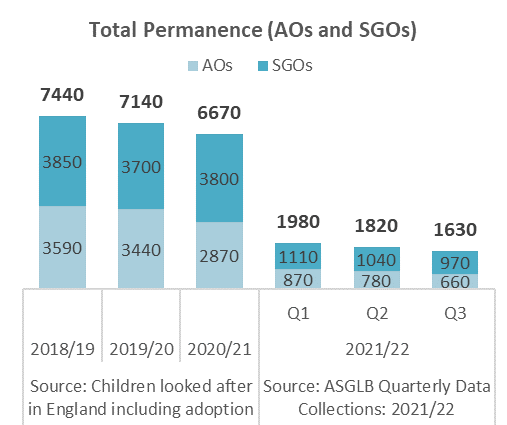 Total Permanence (AOs and SGOs)
AOs SGOs
7440 7140 6670
3850 3700 3800
3590 3440 2870
1980 1820 1630
1110 1040 970
870 780 660
Q1 Q2 Q3
2018/19 2019/20 2020/21 2021/22
Source: Children looked after
in England including adoption
Source: ASGLB Quarterly Data
Collections: 2021/22